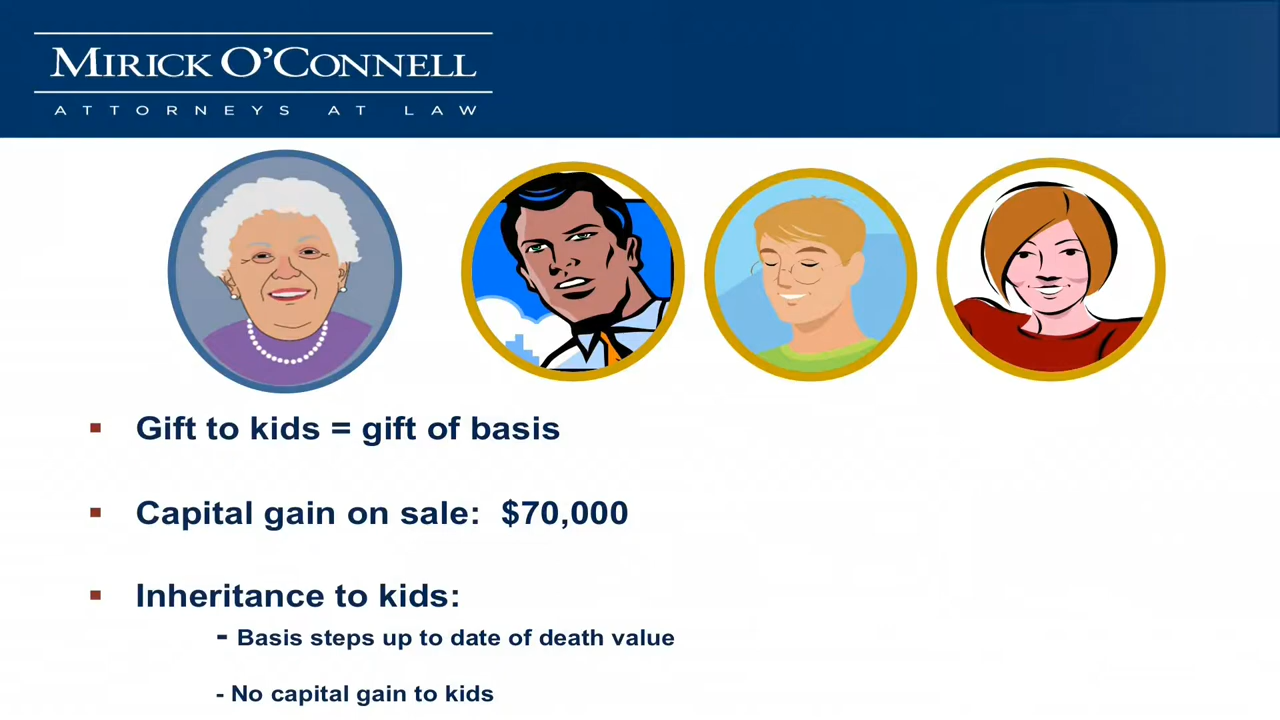 MIRICK O'CONNELL
ATTORNEYS AT LAW
▪ Gift to kids = gift of basis
▪ Capital gain on sale: $70,000
▪ Inheritance to kids:
- Basis steps up to date of death value
- No capital gain to kids